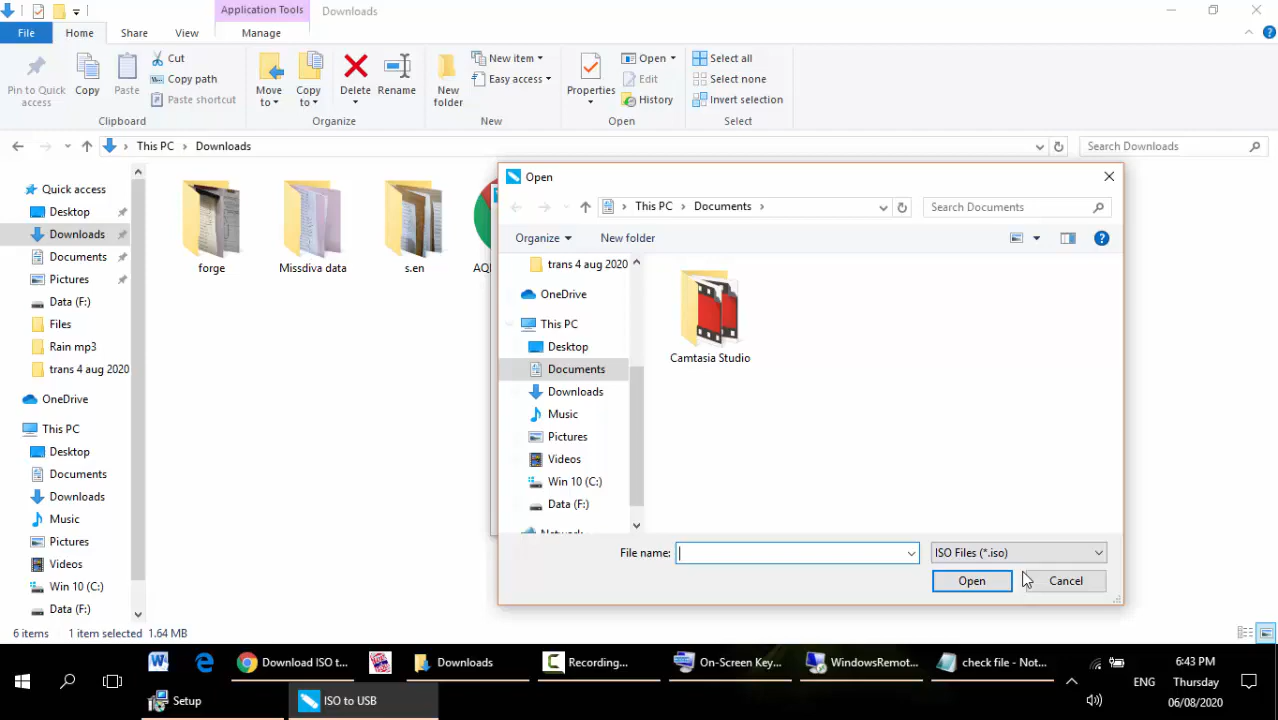 Application Tools
Downloads
File
Home
Share
View
Manage
Pin to Quick access
Copy
Paste
Cut
Copy path
Paste shortcut
Clipboard
Move to
Copy to
Delete
Rename
Organize
New folder
New item
Easy access
New
Properties
Open
Edit
History
Open
Select all
Select none
Invert selection
Select
This PC
Downloads
Search Downloads
Quick access
Desktop
Downloads
Documents
Pictures
Data (F:)
Files
Rain mp3
trans 4 aug 2020
OneDrive
This PC
Desktop
Documents
Downloads
Music
Pictures
Videos
Win 10 (C:)
Data (F:)
forge
Missdiva data
s.en
Open
This PC
Documents
Search Documents
Organize
New folder
trans 4 aug 2020
OneDrive
This PC
Desktop
Documents
Downloads
Music
Pictures
Videos
Win 10 (C:)
Data (F:)
Network
Camtasia Studio
File name:
ISO Files (*.iso)
Open
Cancel
6 items
1 item selected 1.64 MB
Download ISO t...
Downloads
Recording...
On-Screen Key...
WindowsRemot...
check file - Not...
Setup
ISO to USB
ENG
6:43 PM
Thursday
06/08/2020